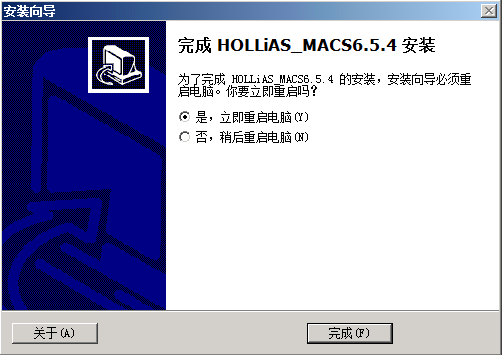 安装向导
完成 HOLLiAS_MACS6.5.4 安装
为了完成 HOLLiAS_MACS6.5.4 的安装，安装向导必须重
启电脑。你要立即重启吗？
是，立即重启电脑(Y)
否，稍后重启电脑(N)
关于(A)
完成(F)